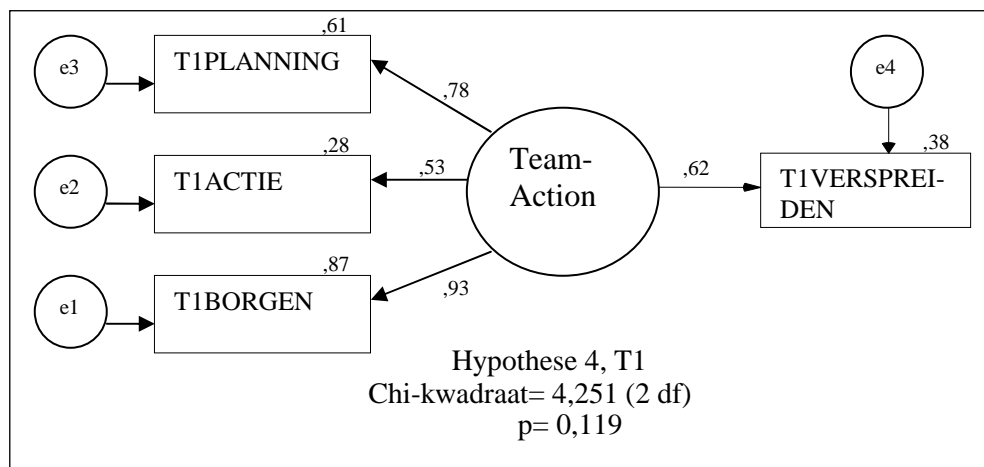 ,61
e3
T1PLANNING
,78
e4
,28
e2
T1ACTIE
,53
Team-
Action
,62
,38
T1VERSPREI-
DEN
,87
e1
T1BORGEN
,93
Hypothese 4, T1
Chi-kwadraat= 4,251 (2 df)
p= 0,119